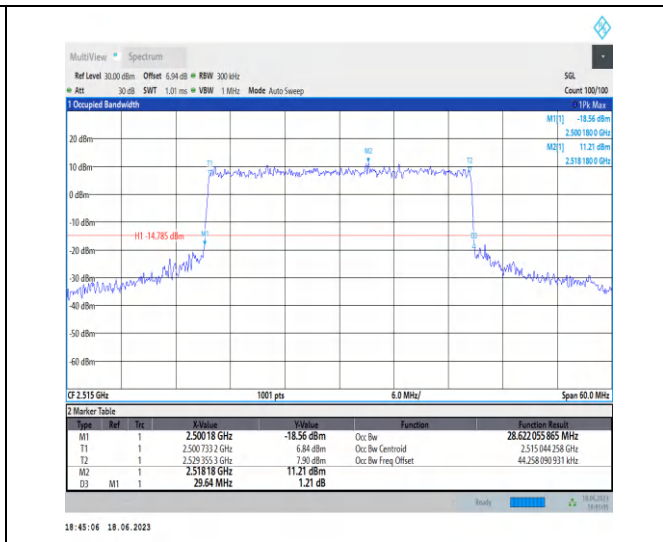 MultiView Spectrum
Ref Level 30.00 dBm Offset 6.94 dB RBW 300 kHz SGL
Att 30 dB SWT 1.01 ms VBW 1 MHz Mode Auto Sweep Count 100/100
1 Occupied Bandwidth 1Pk Max
M1[1] -18.56 dBm
2.500 180 0 GHz
M2[1] 11.21 dBm
2.518 180 0 GHz
20 dBm
M2
T1 T2
10 dBm
0 dBm
-10 dBm
H1 -14.785 dBm M1 D3
-20 dBm
-30 dBm
-40 dBm
-50 dBm
-60 dBm
CF 2.515 GHz 1001 pts 6.0 MHz/ Span 60.0 MHz
2 Marker Table
Type Ref Trc X-Value Y-Value Function Function Result
M1 1 2.50018 GHz -18.56 dBm Occ Bw 28.622 055 865 MHz
T1 1 2.500 733 2 GHz 6.84 dBm Occ Bw Centroid 2.515 044 258 GHz
T2 1 2.529 355 3 GHz 7.90 dBm Occ Bw Freq Offset 44.258 090 931 kHz
M2 1 2.51818 GHz 11.21 dBm
D3 M1 1 29.64 MHz 1.21 dB
Ready 18.06.2023
18:45:05
18:45:06 18.06.2023